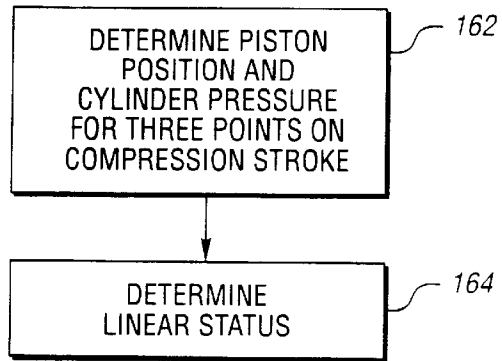 DETERMINE PISTON
POSITION AND
CYLINDER PRESSURE
FOR THREE POINTS ON
COMPRESSION STROKE
162
DETERMINE
LINEAR STATUS
164